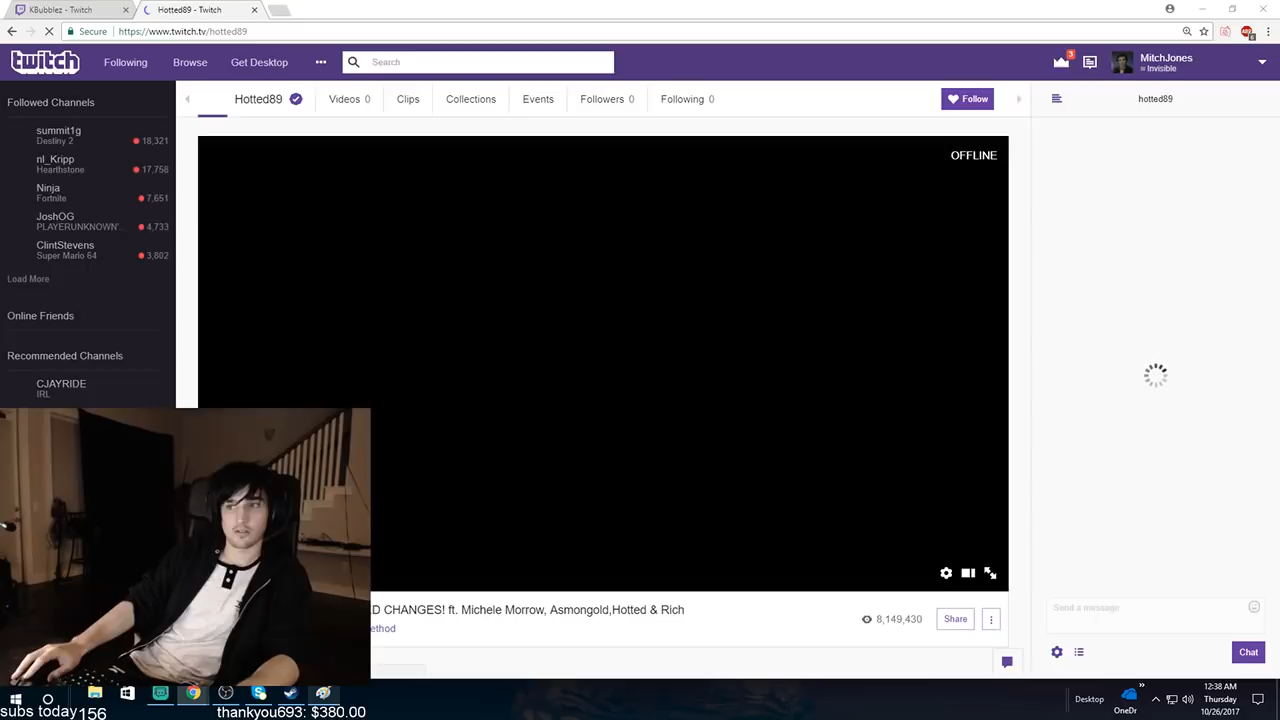 KBubblez - Twitch
Hotted89 - Twitch
Secure https://www.twitch.tv/hotted89
twitch Following Browse Get Desktop Search 3 MitchJones
Invisible
Followed Channels
summit1g
Destiny 2 18,321
nl_Kripp
Hearthstone 17,756
Ninja
Fortnite 7,651
JoshOG
PLAYERUNKNOWN'.. 4,733
ClintStevens
Super Mario 64 3,802
Load More
Online Friends
Recommended Channels
CJAYRIDE
IRL
Hotted89 Videos 0 Clips Collections Events Followers 0 Following 0 Follow
OFFLINE
D CHANGES! ft. Michele Morrow, Asmongold,Hotted & Rich
ethod
8,149,430 Share
hotted89
Send a message
Chat
Desktop
OneDr
12:38 AM
Thursday
10/26/2017
subs today 156
thankyou693: $380.00